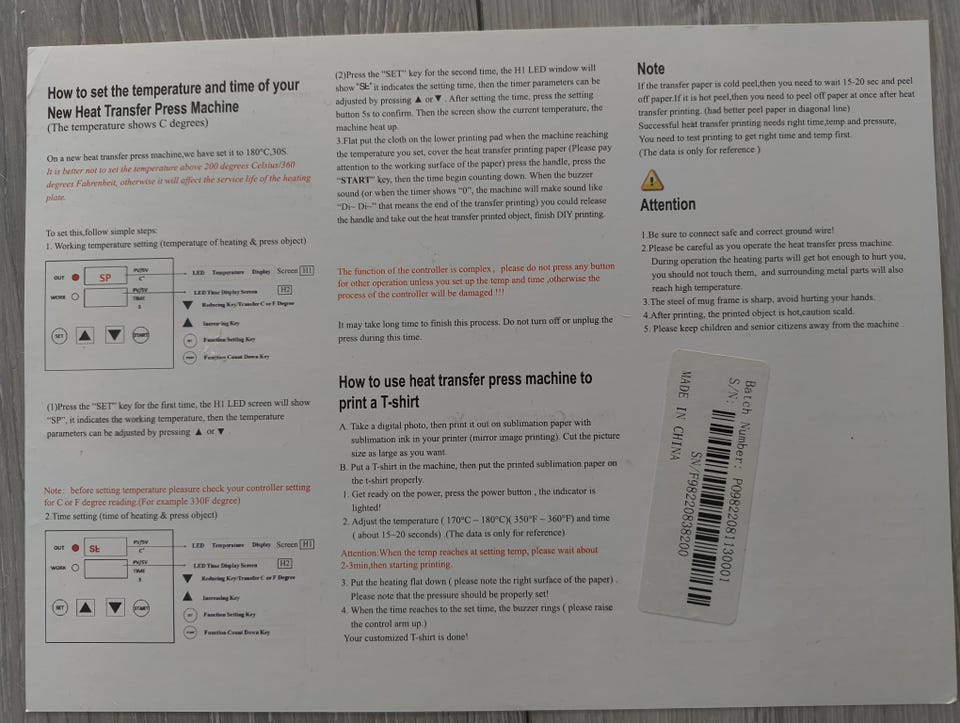 How to set the temperature and time of your
New Heat Transfer Press Machine
(The temperature shows C degrees)
On a new heat transfer press machine,we have set it to 180°C,30S.
It is better not to set the temperature above 200 degrees Celsius/360
degrees Fahrenheit, otherwise it will affect the service life of the heating
plate.
To set this,follow simple steps:
1. Working temperature setting (temperature of heating & press object)
OUT
SP
PV/SV
C°
LED Temperature Display Screen H1
WORK
PV/SV
TIME
S
LED Time Display Screen H2
Reducing Key/Transfer C or F Degree
Increasing Key
SET ▲ ▼ START
SET Function Setting Key
START Function Count Down Key
(1)Press the "SET" key for the first time, the H1 LED screen will show
"SP", it indicates the working temperature, then the temperature
parameters can be adjusted by pressing ▲ or ▼ .
Note: before setting temperature pleasure check your controller setting
for C or F degree reading.(For example 330F degree)
2.Time setting (time of heating & press object)
OUT
St
PV/SV
C°
LED Temperature Display Screen H1
WORK
PV/SV
TIME
S
LED Time Display Screen H2
Reducing Key/Transfer C or F Degree
Increasing Key
SET ▲ ▼ START
SET Function Setting Key
START Function Count Down Key
(2)Press the "SET" key for the second time, the H1 LED window will
show "St" it indicates the setting time, then the timer parameters can be
adjusted by pressing ▲ or ▼ . After setting the time, press the setting
button 5s to confirm. Then the screen show the current temperature, the
machine heat up.
3.Flat put the cloth on the lower printing pad when the machine reaching
the temperature you set, cover the heat transfer printing paper (Please pay
attention to the working surface of the paper) press the handle, press the
"START" key, then the time begin counting down. When the buzzer
sound (or when the timer shows "0", the machine will make sound like
"Di~ Di~" that means the end of the transfer printing) you could release
the handle and take out the heat transfer printed object, finish DIY printing.
The function of the controller is complex，please do not press any button
for other operation unless you set up the temp and time ,otherwise the
process of the controller will be damaged !!!
It may take long time to finish this process. Do not turn off or unplug the
press during this time.
How to use heat transfer press machine to
print a T-shirt
A. Take a digital photo, then print it out on sublimation paper with
sublimation ink in your printer (mirror image printing). Cut the picture
size as large as you want.
B. Put a T-shirt in the machine, then put the printed sublimation paper on
the t-shirt properly.
1. Get ready on the power, press the power button , the indicator is
lighted!
2. Adjust the temperature ( 170°C – 180°C)( 350°F – 360°F) and time
( about 15~20 seconds) .(The data is only for reference)
Attention:When the temp reaches at setting temp, please wait about
2-3min,then starting printing.
3. Put the heating flat down ( please note the right surface of the paper) .
Please note that the pressure should be properly set!
4. When the time reaches to the set time, the buzzer rings ( please raise
the control arm up.)
Your customized T-shirt is done!
Note
If the transfer paper is cold peel,then you need to wait 15-20 sec and peel
off paper.If it is hot peel,then you need to peel off paper at once after heat
transfer printing. (had better peel paper in diagonal line)
Successful heat transfer printing needs right time,temp and pressure,
You need to test printing to get right time and temp first.
(The data is only for reference )
Attention
1.Be sure to connect safe and correct ground wire!
2.Please be careful as you operate the heat transfer press machine.
During operation the heating parts will get hot enough to hurt you,
you should not touch them, and surrounding metal parts will also
reach high temperature.
3.The steel of mug frame is sharp, avoid hurting your hands.
4.After printing, the printed object is hot,caution scald.
5. Please keep children and senior citizens away from the machine
Batch Number: P09822081130001
S/N:
SN/F98220838200
MADE IN CHINA